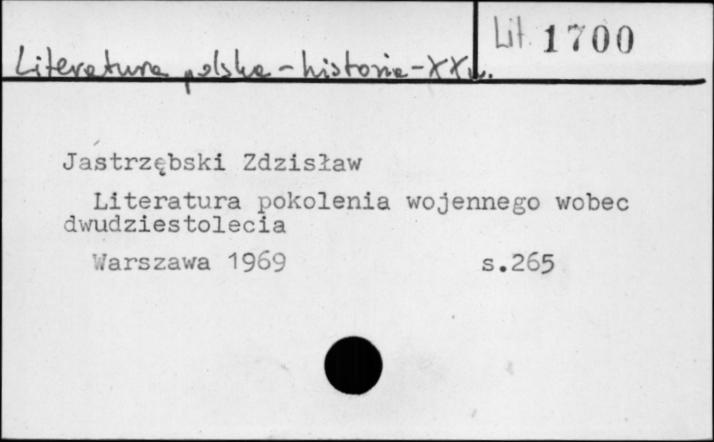 Lit. 1700
Literatura polska - historia - XX w.
Jastrzębski Zdzisław
Literatura pokolenia wojennego wobec
dwudziestolecia
Warszawa 1969 s.265